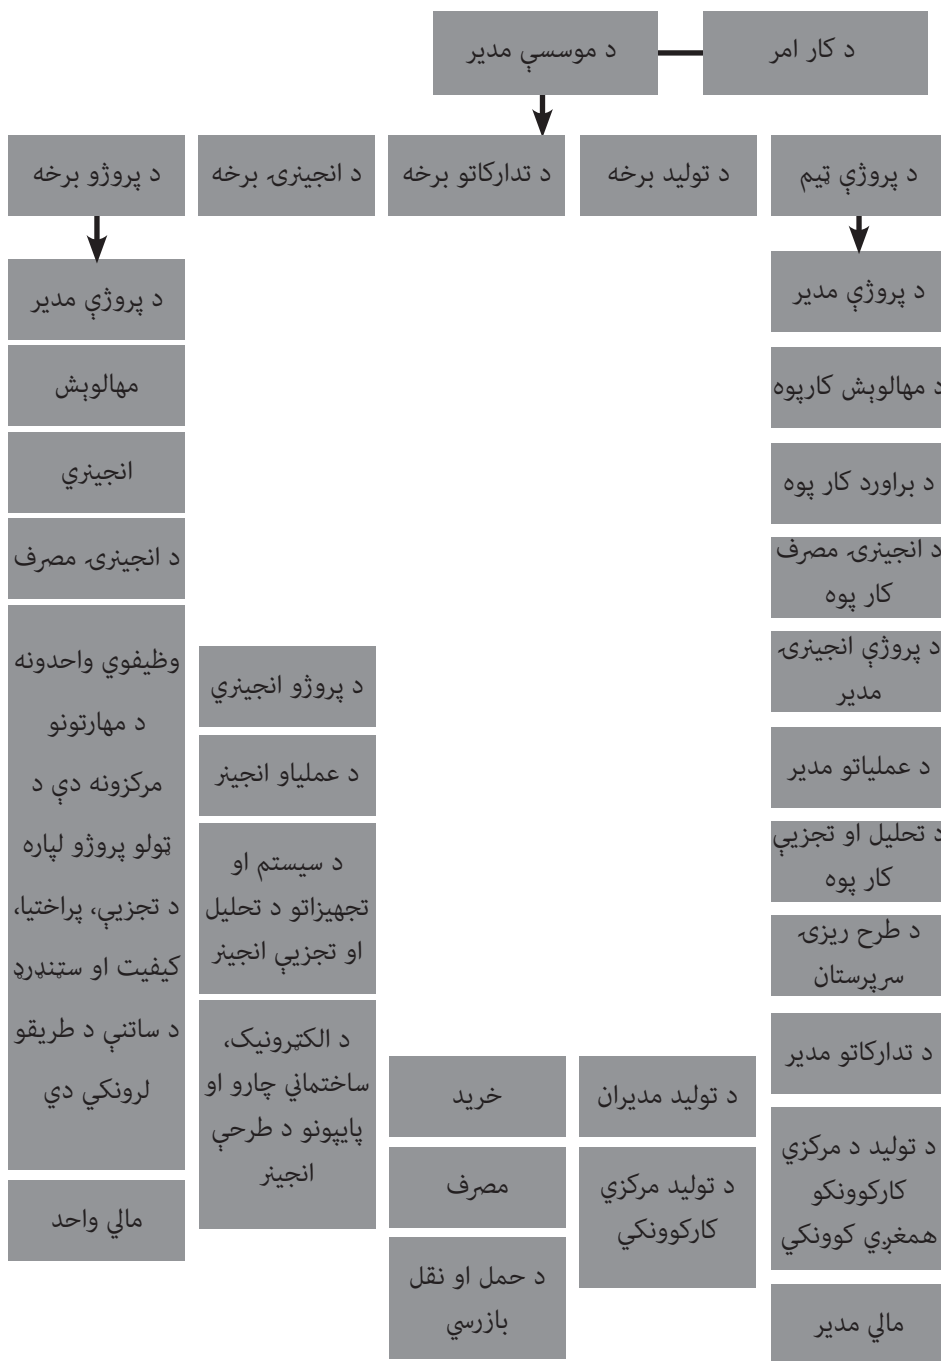 د کار امر
د موسسې مدیر
د پروژې ټیم
د تولید برخه
د تدارکاتو برخه
د انجینرۍ برخه
د پروژو برخه
د پروژې مدیر
د مهالوېش کارپوه
د براورد کار پوه
د انجینرۍ مصرف
کار پوه
د پروژې انجینرۍ
مدیر
د عملیاتو مدیر
د تحلیل او تجزیې
کار پوه
د طرح ریزۍ
سرپرستان
د تدارکاتو مدیر
د تولید د مرکزي
کارکوونکو
همغږي کوونکي
مالي مدیر
د تولید مدیران
د تولید مرکزي
کارکوونکي
خرید
مصرف
د حمل او نقل
بازرسي
د پروژو انجینري
د عملیاو انجینر
د سیستم او
تجهیزاتو د تحلیل
او تجزیې انجینر
د الکټرونیک،
ساختماني چارو او
پایپونو د طرحې
انجینر
د پروژې مدیر
مهالوېش
انجینري
د انجینرۍ مصرف
وظیفوي واحدونه
د مهارتونو
مرکزونه دې د
ټولو پروژو لپاره
د تجزیې، پراختیا،
کیفیت او سټنډرډ
د ساتنې د طریقو
لرونکي دي
مالي واحد